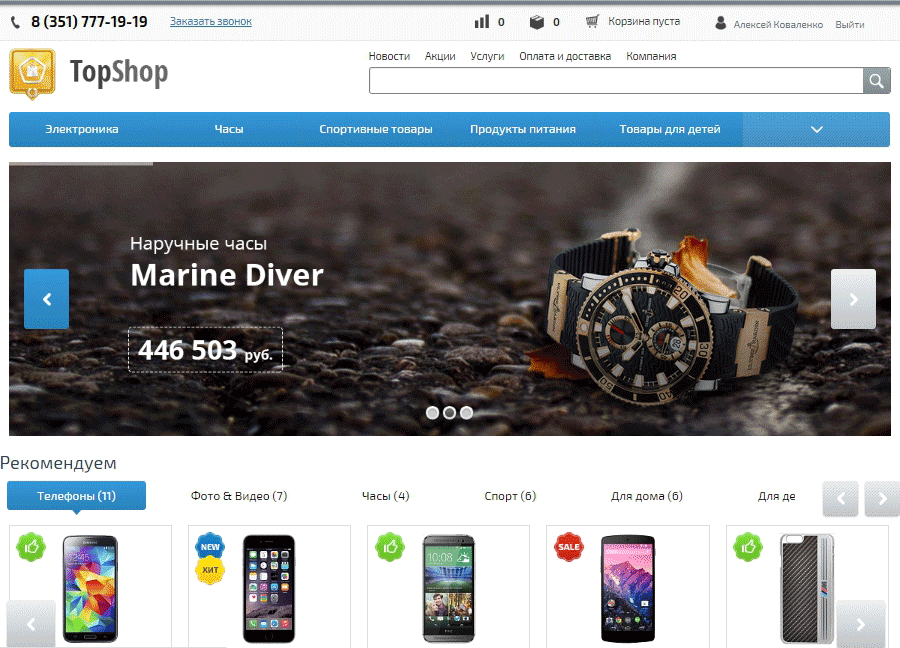 8 (351) 777-19-19 Заказать звонок 0 0 Корзина пуста Алексей Коваленко Выйти
TopShop
Новости Акции Услуги Оплата и доставка Компания
Электроника Часы Спортивные товары Продукты питания Товары для детей
Наручные часы
Marine Diver
446 503 руб.
Рекомендуем
Телефоны (11) Фото & Видео (7) Часы (4) Спорт (6) Для дома (6) Для де
NEW SALE
ХИТ
10:08